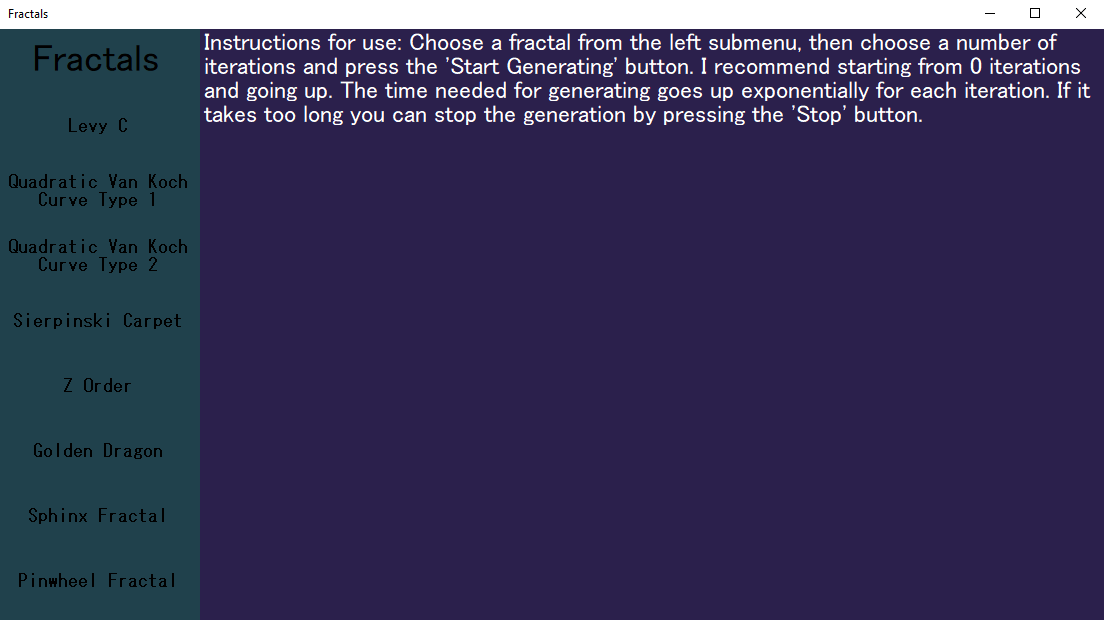 Fractals
Fractals
Levy C
Quadratic Van Koch
Curve Type 1
Quadratic Van Koch
Curve Type 2
Sierpinski Carpet
Z Order
Golden Dragon
Sphinx Fractal
Pinwheel Fractal
Instructions for use: Choose a fractal from the left submenu, then choose a number of
iterations and press the 'Start Generating' button. I recommend starting from 0 iterations
and going up. The time needed for generating goes up exponentially for each iteration. If it
takes too long you can stop the generation by pressing the 'Stop' button.